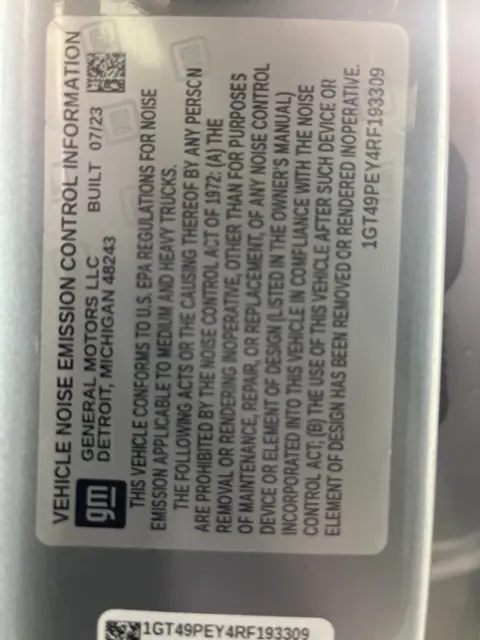 VEHICLE NOISE EMISSION CONTROL INFORMATION
gm
GENERAL MOTORS LLC
DETROIT, MICHIGAN 48243
BUILT 07/23
THIS VEHICLE CONFORMS TO U.S. EPA REGULATIONS FOR NOISE
EMISSION APPLICABLE TO MEDIUM AND HEAVY TRUCKS.
THE FOLLOWING ACTS OR THE CAUSING THEREOF BY ANY PERSON
ARE PROHIBITED BY THE NOISE CONTROL ACT OF 1972: (A) THE
REMOVAL OR RENDERING INOPERATIVE, OTHER THAN FOR PURPOSES
OF MAINTENANCE, REPAIR, OR REPLACEMENT, OF ANY NOISE CONTROL
DEVICE OR ELEMENT OF DESIGN (LISTED IN THE OWNER'S MANUAL)
INCORPORATED INTO THIS VEHICLE IN COMPLIANCE WITH THE NOISE
CONTROL ACT; (B) THE USE OF THIS VEHICLE AFTER SUCH DEVICE OR
ELEMENT OF DESIGN HAS BEEN REMOVED OR RENDERED INOPERATIVE.
1GT49PEY4RF193309
1GT49PEY4RF193309